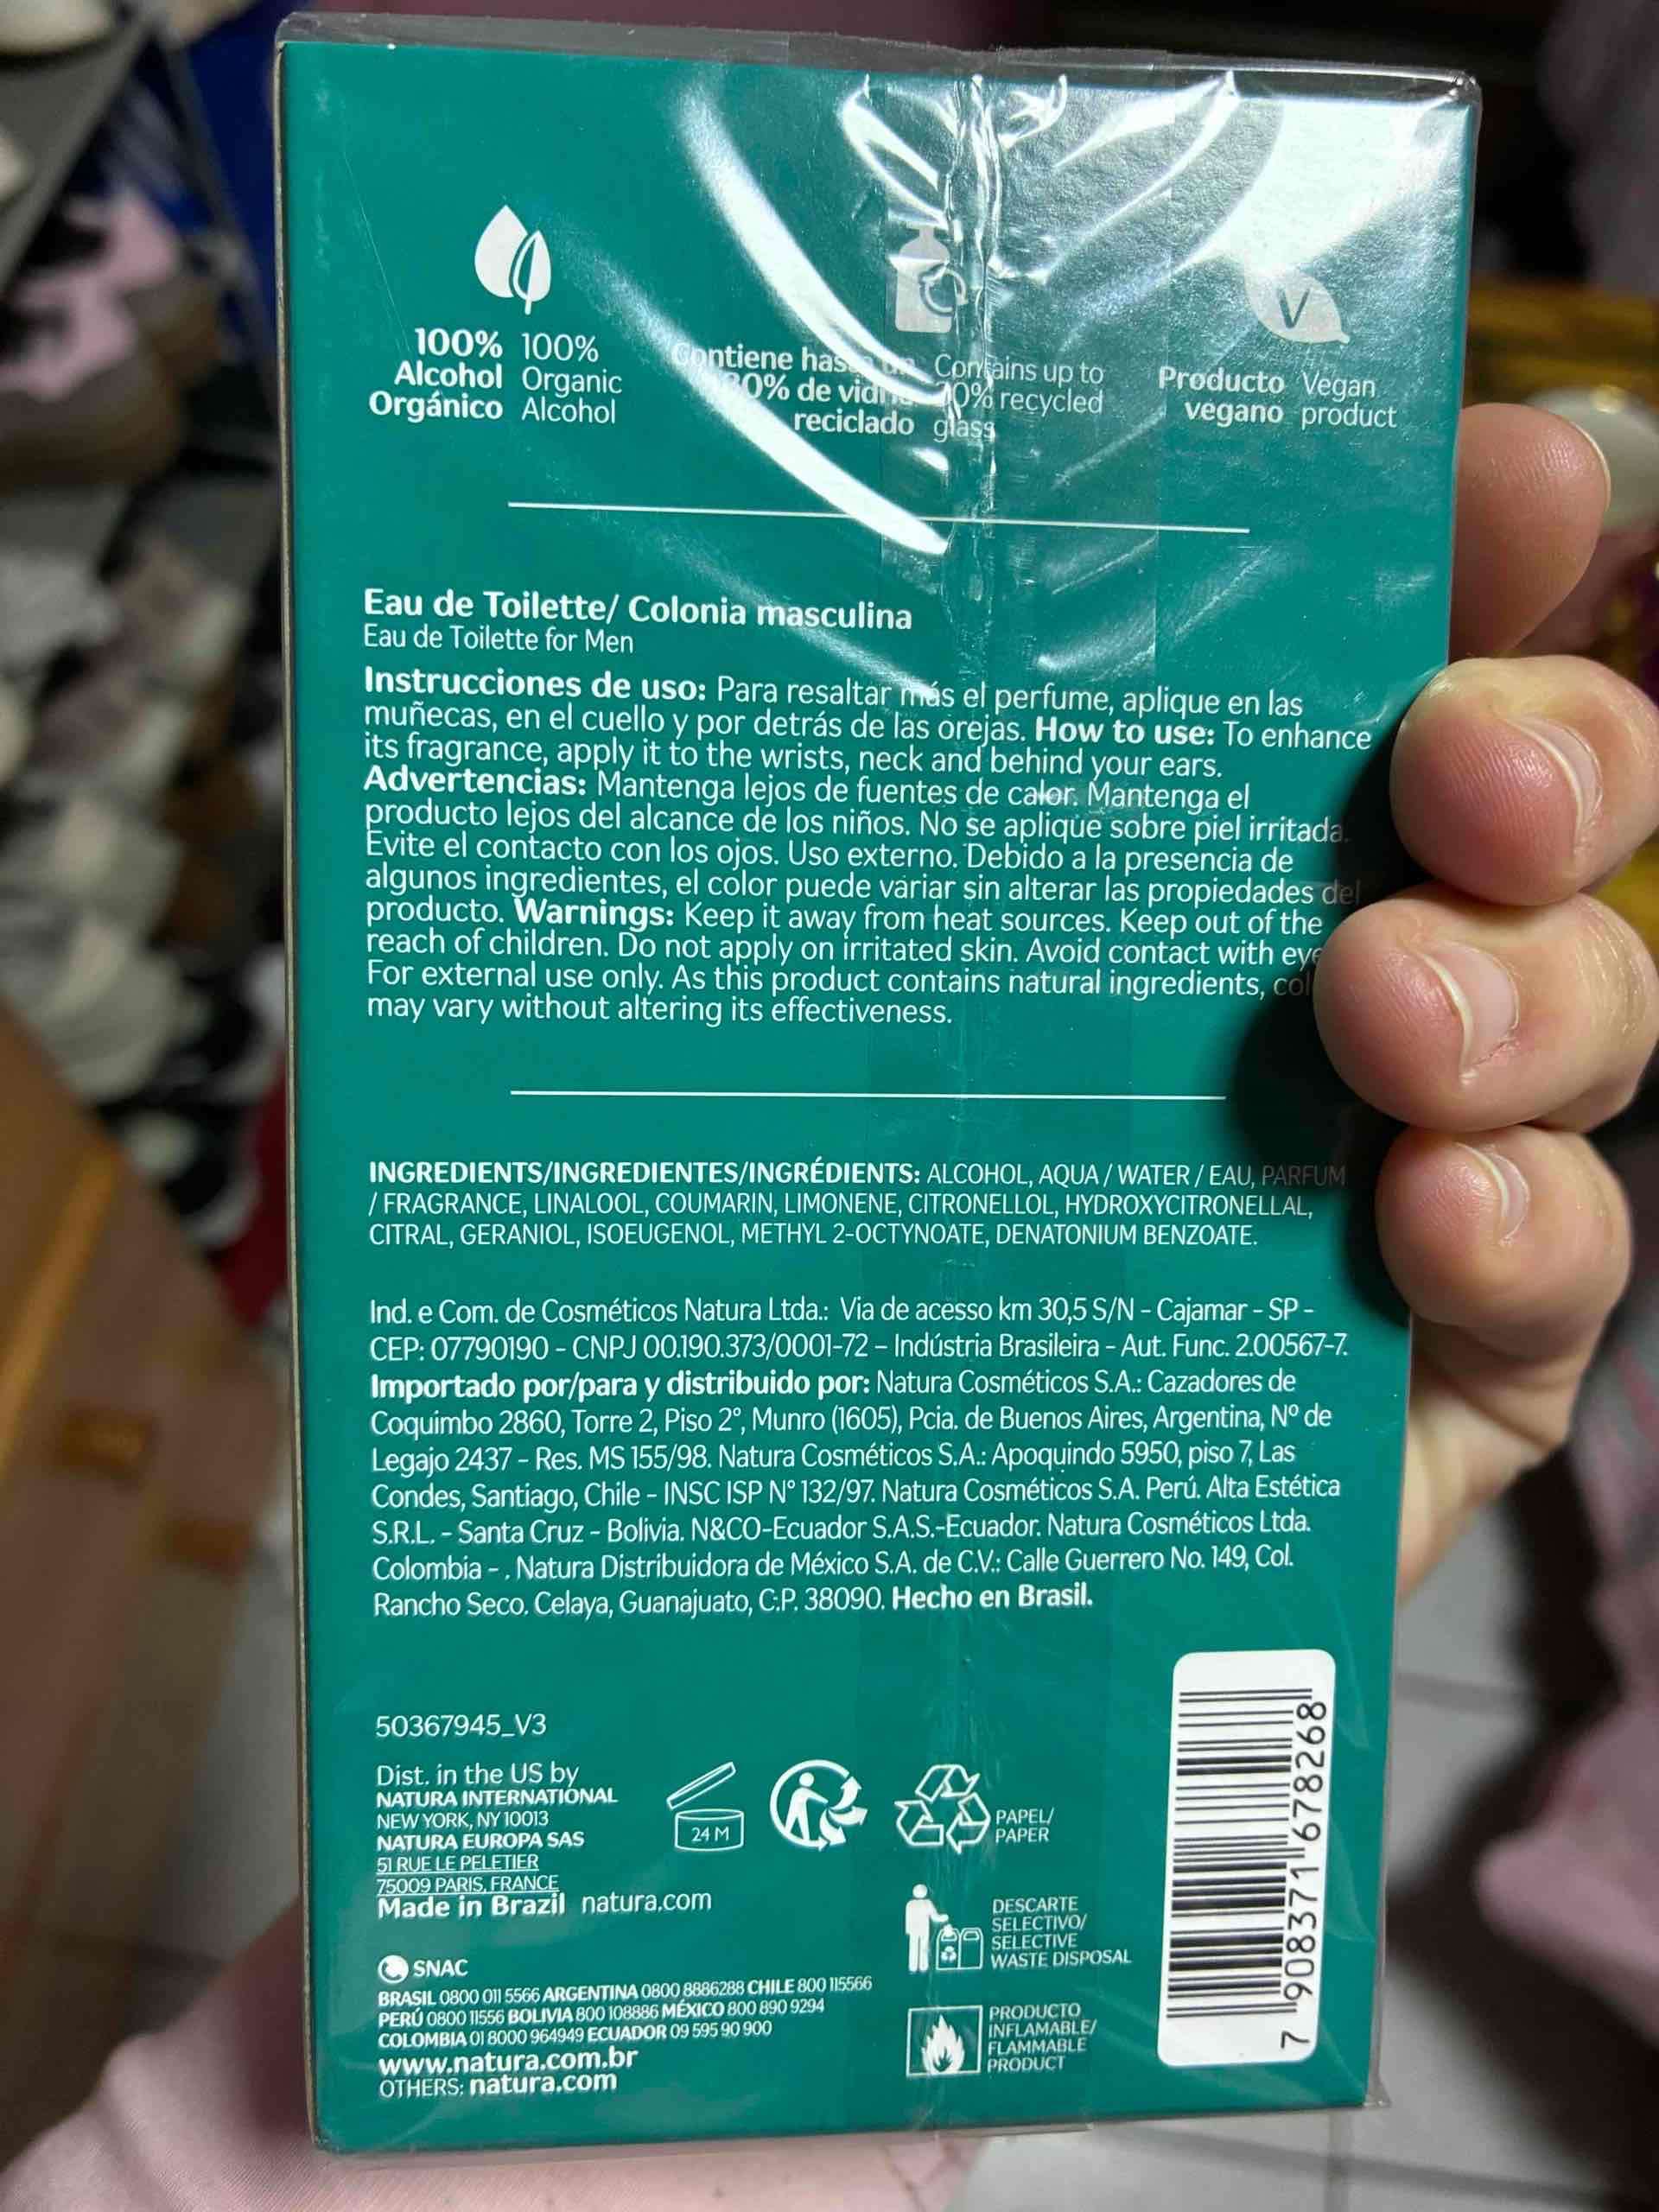 100% Alcohol Orgánico
100% Organic Alcohol
Contiene
de
reciclado
Contains up to
recycled
glass
Producto vegano
Vegan product
Eau de Toilette/ Colonia masculina
Eau de Toilette for Men
Instrucciones de uso: Para resaltar más el perfume, aplique en las
muñecas, en el cuello y por detrás de las orejas. How to use: To enhance
its fragrance, apply it to the wrists, neck and behind your ears.
Advertencias: Mantenga lejos de fuentes de calor. Mantenga el
producto lejos del alcance de los niños. No se aplique sobre piel irritada.
Evite el contacto con los ojos. Uso externo. Debido a la presencia de
algunos ingredientes, el color puede variar sin alterar las propiedades del
producto. Warnings: Keep it away from heat sources. Keep out of the
reach of children. Do not apply on irritated skin. Avoid contact with
For external use only. As this product contains natural ingredients,
may vary without altering its effectiveness.
INGREDIENTS/INGREDIENTES/INGRÉDIENTS: ALCOHOL, AQUA / WATER / EAU, PARFUM
/ FRAGRANCE, LINALOOL, COUMARIN, LIMONENE, CITRONELLOL, HYDROXYCITRONELLAL,
CITRAL, GERANIOL, ISOEUGENOL, METHYL 2-OCTYNOATE, DENATONIUM BENZOATE.
Ind. e Com. de Cosméticos Natura Ltda.: Via de acesso km 30,5 S/N - Cajamar - SP -
CEP: 07790190 - CNPJ 00.190.373/0001-72 – Indústria Brasileira - Aut. Func. 2.00567-7.
Importado por/para y distribuido por: Natura Cosméticos S.A.: Cazadores de
Coquimbo 2860, Torre 2, Piso 2°, Munro (1605), Pcia. de Buenos Aires, Argentina, Nº de
Legajo 2437 - Res. MS 155/98. Natura Cosméticos S.A.: Apoquindo 5950, piso 7, Las
Condes, Santiago, Chile - INSC ISP N° 132/97. Natura Cosméticos S.A. Perú. Alta Estética
S.R.L. - Santa Cruz - Bolivia. N&CO-Ecuador S.A.S.-Ecuador. Natura Cosméticos Ltda.
Colombia - . Natura Distribuidora de México S.A. de C.V.: Calle Guerrero No. 149, Col.
Rancho Seco. Celaya, Guanajuato, C.P. 38090. Hecho en Brasil.
50367945_V3
Dist. in the US by
NATURA INTERNATIONAL
NEW YORK, NY 10013
NATURA EUROPA SAS
51 RUE LE PELETIER
75009 PARIS, FRANCE
Made in Brazil natura.com
24 M
PAPEL/
PAPER
DESCARTE
SELECTIVO/
SELECTIVE
WASTE DISPOSAL
PRODUCTO
INFLAMABLE/
FLAMMABLE
PRODUCT
SNAC
BRASIL 0800 011 5566 ARGENTINA 0800 8886288 CHILE 800 115566
PERÚ 0800 11556 BOLIVIA 800 108886 MÉXICO 800 890 9294
COLOMBIA 01 8000 964949 ECUADOR 09 595 90 900
www.natura.com.br
OTHERS: natura.com
7 908371 678268
V